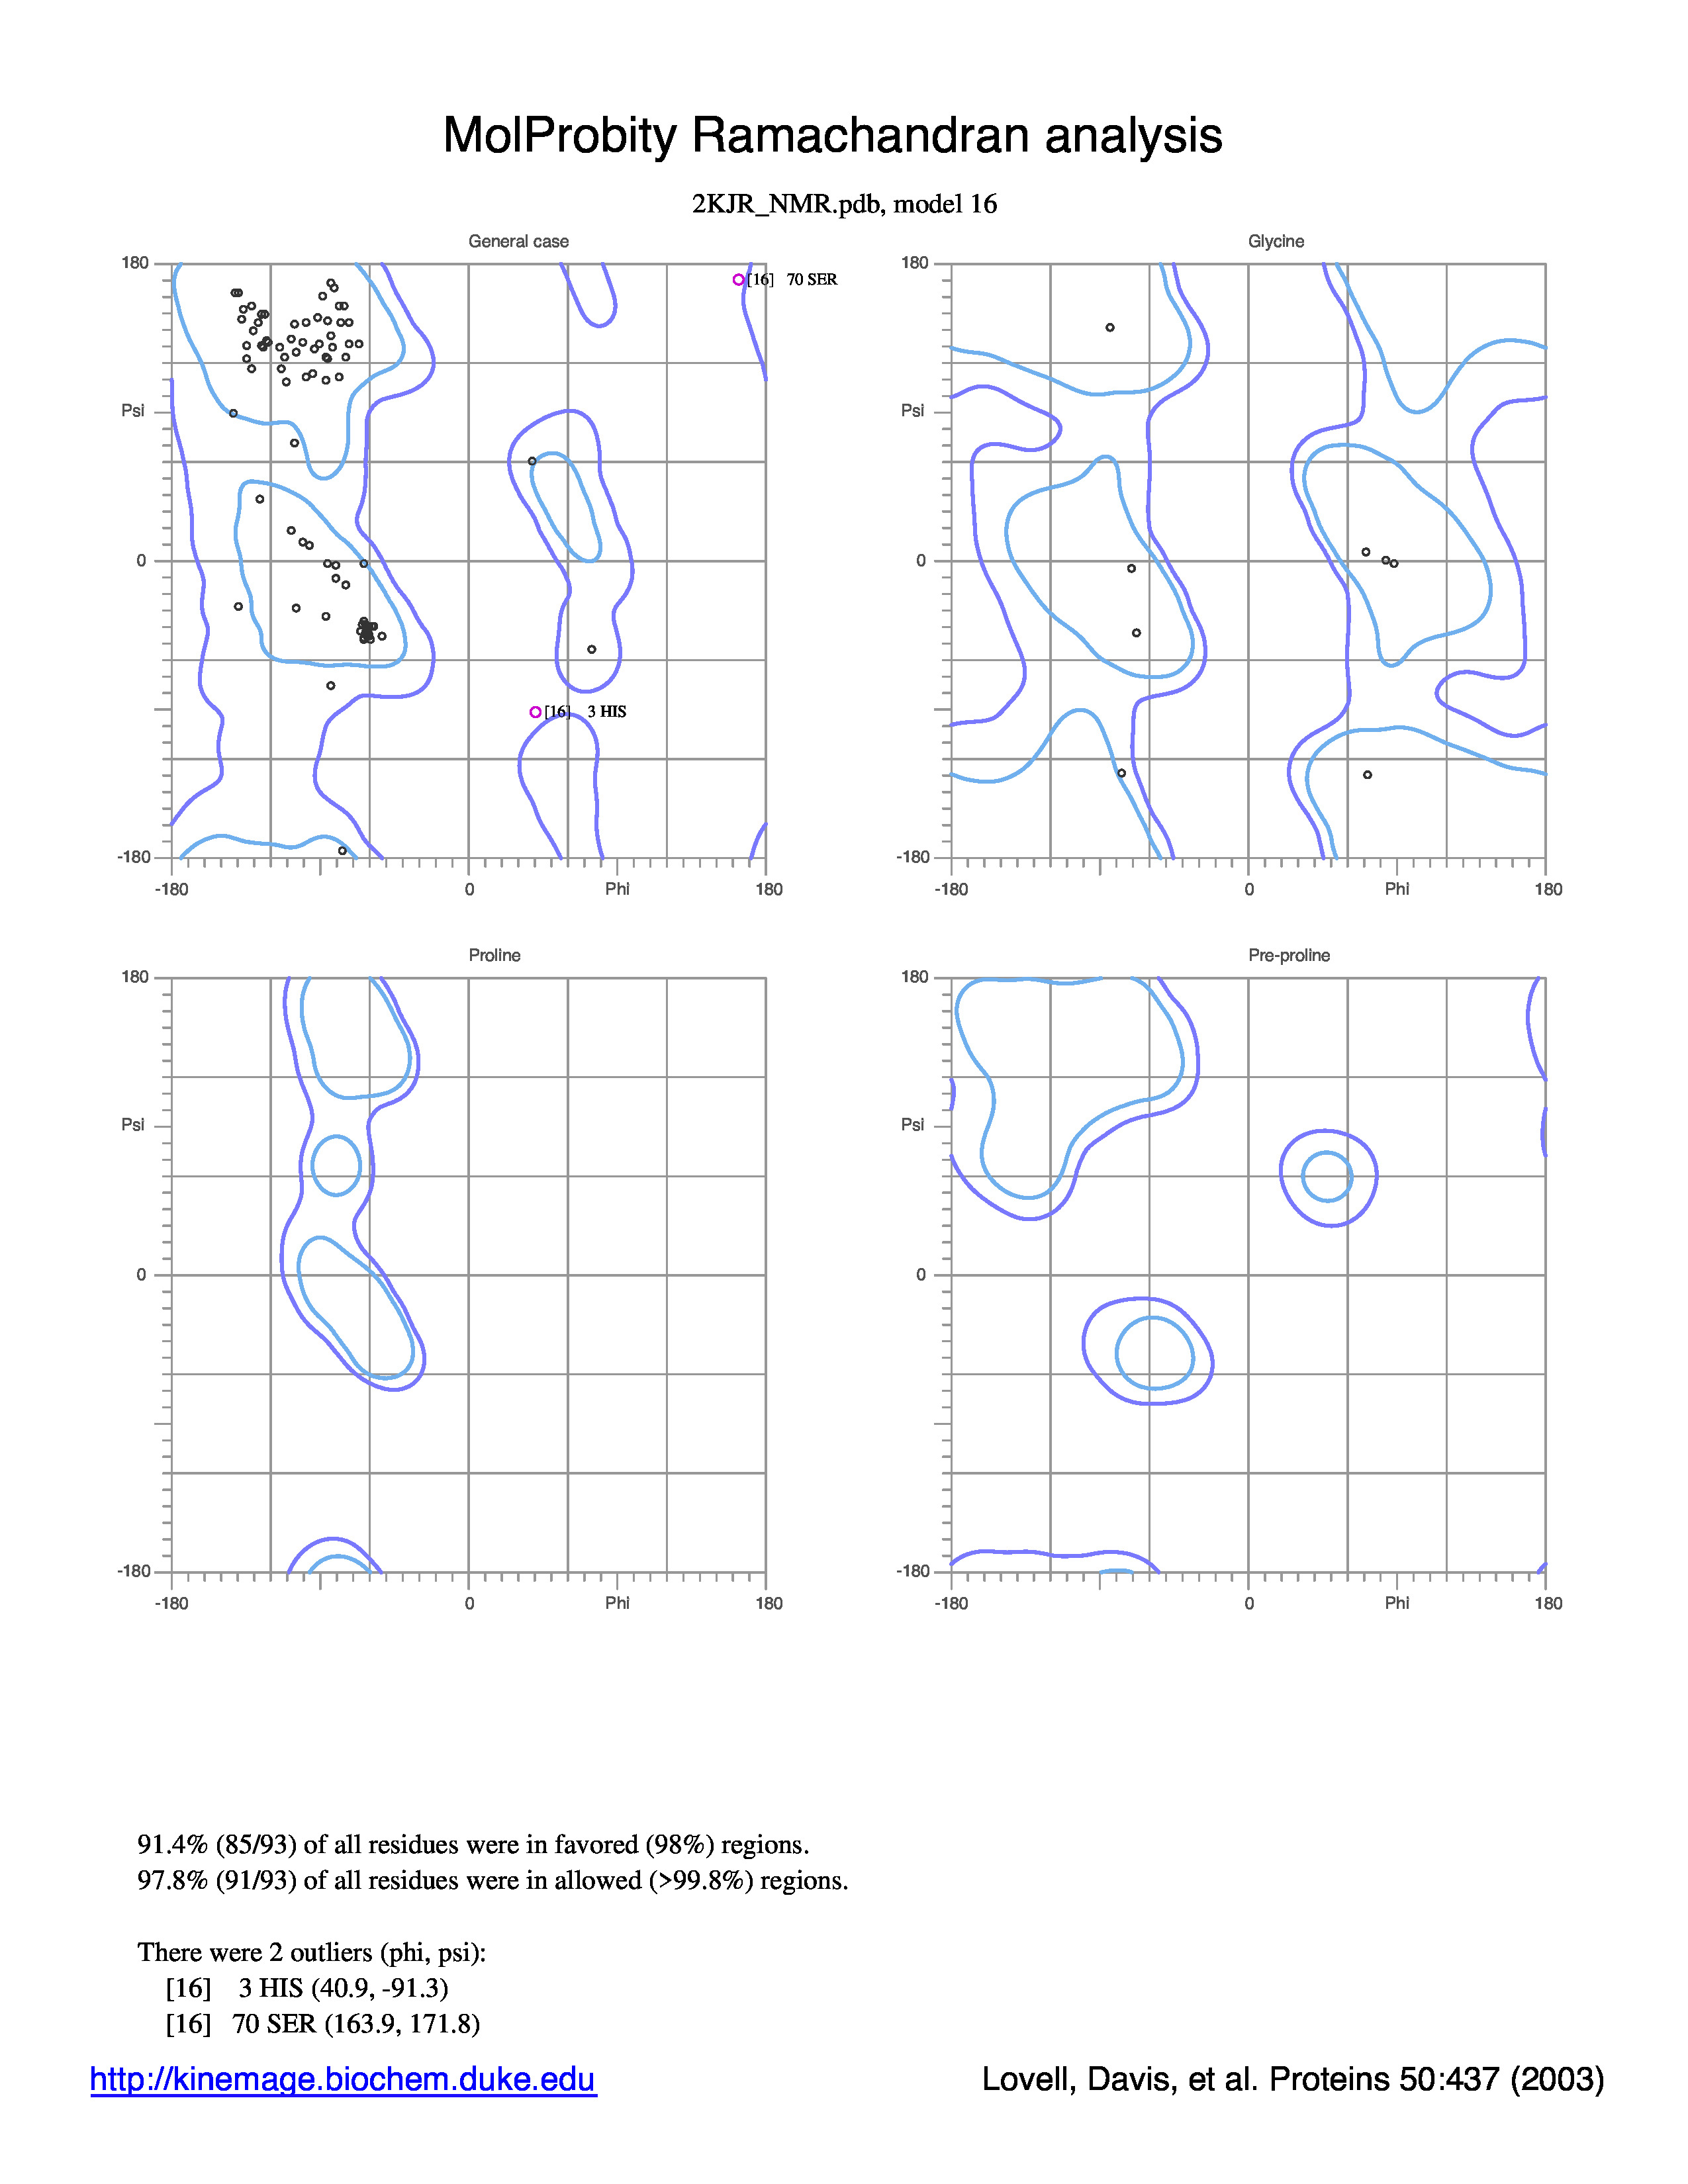 MolProbity Ramachandran analysis
2KJR_NMR.pdb, model 16
General case
180
Psi
0
-180
-180
0
Phi
180
[16] 70 SER
[16] 3 HIS
Glycine
180
Psi
0
-180
-180
0
Phi
180
Proline
180
Psi
0
-180
-180
0
Phi
180
Pre-proline
180
Psi
0
-180
-180
0
Phi
180
91.4% (85/93) of all residues were in favored (98%) regions.
97.8% (91/93) of all residues were in allowed (>99.8%) regions.
There were 2 outliers (phi, psi):
[16] 3 HIS (40.9, -91.3)
[16] 70 SER (163.9, 171.8)
http://kinemage.biochem.duke.edu
Lovell, Davis, et al. Proteins 50:437 (2003)